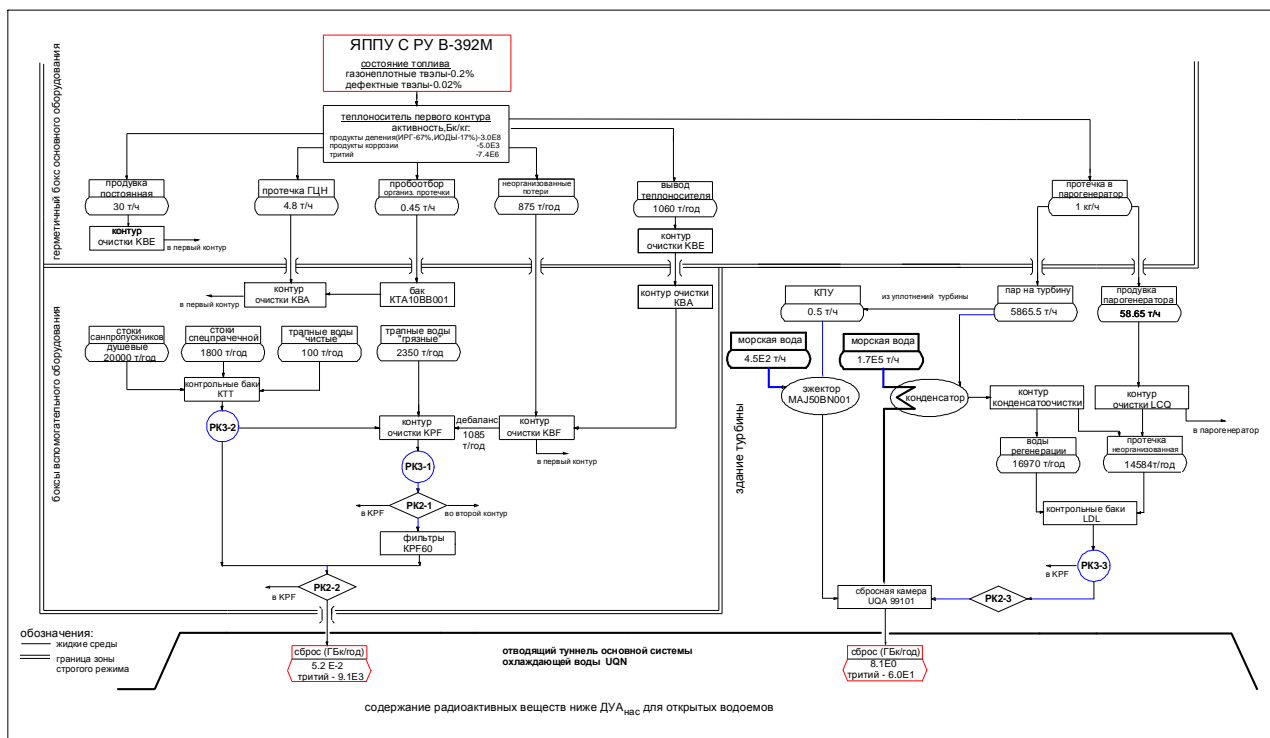 ЯППУ С РУ В-392М
состояние топлива
газонеплотные твэлы-0.2%
дефектные твэлы-0.02%
герметичный бокс основного оборудования
теплоноситель первого контура
активность,Бк/кг:
продукты деления(ИРГ-67%,ИОДЫ-17%)-3.0Е8
продукты коррозии -5.0Е3
тритий -7.4Е6
продувка
постоянная
30 т/ч
протечка ГЦН
4.8 т/ч
пробоотбор
организ. протечки
0.45 т/ч
неорганизованные
потери
875 т/год
вывод
теплоносителя
1060 т/год
протечка в
парогенератор
1 кг/ч
контур
очистки KBE
в первый контур
контур
очистки KBE
боксы вспомогательного оборудования
в первый контур
контур
очистки KBA
бак
KTA10BB001
контур очистки
KBA
КПУ
0.5 т/ч
из уплотнений турбины
пар на турбину
5865.5 т/ч
продувка
парогенератора
58.65 т/ч
стоки
санпропускников
душевые
20000 т/год
стоки
спецпрачечной
1800 т/год
трапные воды
"чистые"
100 т/год
трапные воды
"грязные"
2350 т/год
морская вода
4.5Е2 т/ч
морская вода
1.7Е5 т/ч
контрольные баки
KTT
эжектор
MAJ50BN001
конденсатор
контур
конденсатоочистки
контур
очистки LCQ
в парогенератор
РК3-2
контур
очистки KPF
дебаланс
1085
т/год
контур
очистки KBF
в первый контур
здание турбины
воды
регенерации
16970 т/год
протечка
неорганизованная
14584т/год
РК3-1
в KPF
РК2-1
во второй контур
фильтры
KPF60
контрольные баки
LDL
РК3-3
в KPF
РК2-2
в KPF
сбросная камера
UQA 99101
РК2-3
обозначения:
жидкие среды
граница зоны
строгого режима
сброс (ГБк/год)
5.2 Е-2
тритий - 9.1Е3
отводящий туннель основной системы
охлаждающей воды UQN
сброс (ГБк/год)
8.1Е0
тритий - 6.0Е1
содержание радиоактивных веществ ниже ДУАнас для открытых водоемов